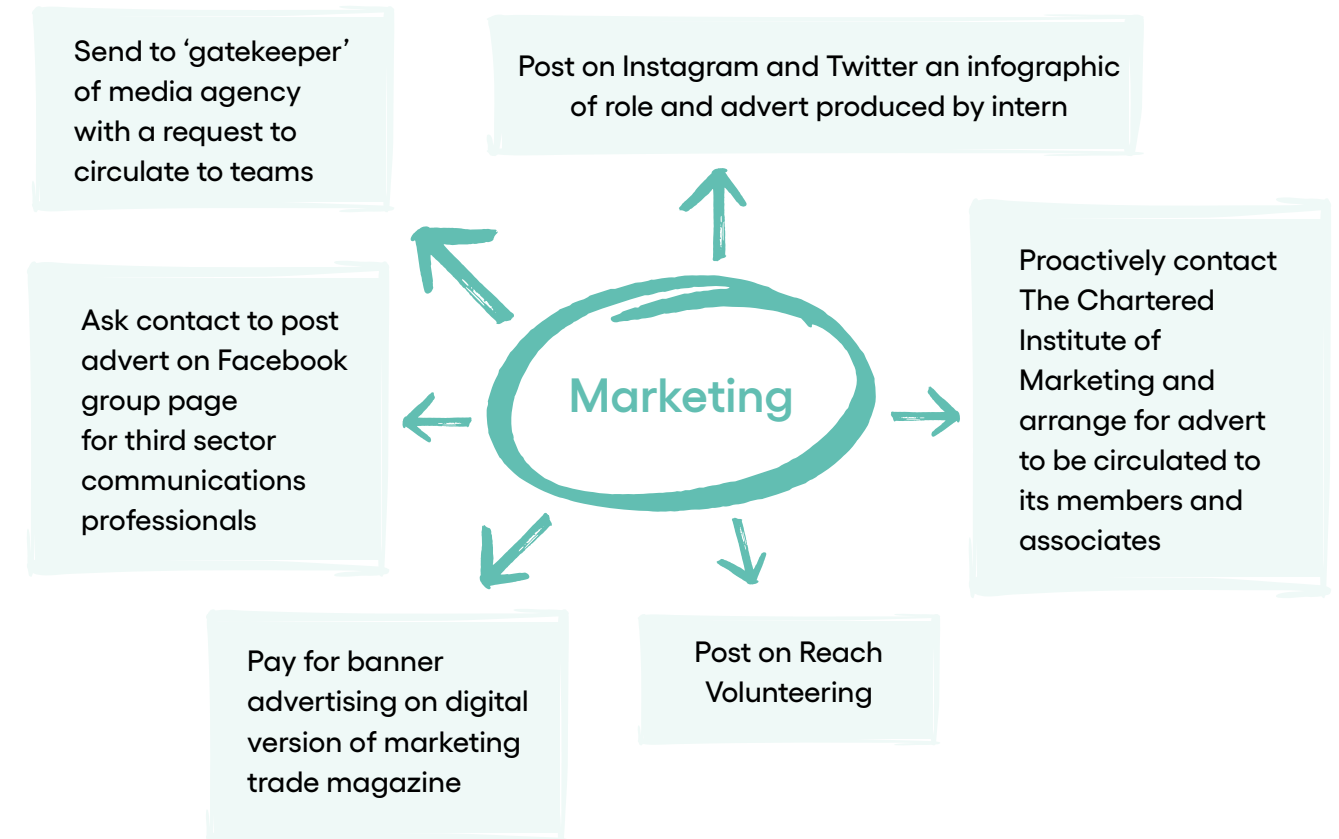 Send to ‘gatekeeper’
of media agency
with a request to
circulate to teams
Post on Instagram and Twitter an infographic
of role and advert produced by intern
Ask contact to post
advert on Facebook
group page
for third sector
communications
professionals
Marketing
Proactively contact
The Chartered
Institute of
Marketing and
arrange for advert
to be circulated to
its members and
associates
Pay for banner
advertising on digital
version of marketing
trade magazine
Post on Reach
Volunteering